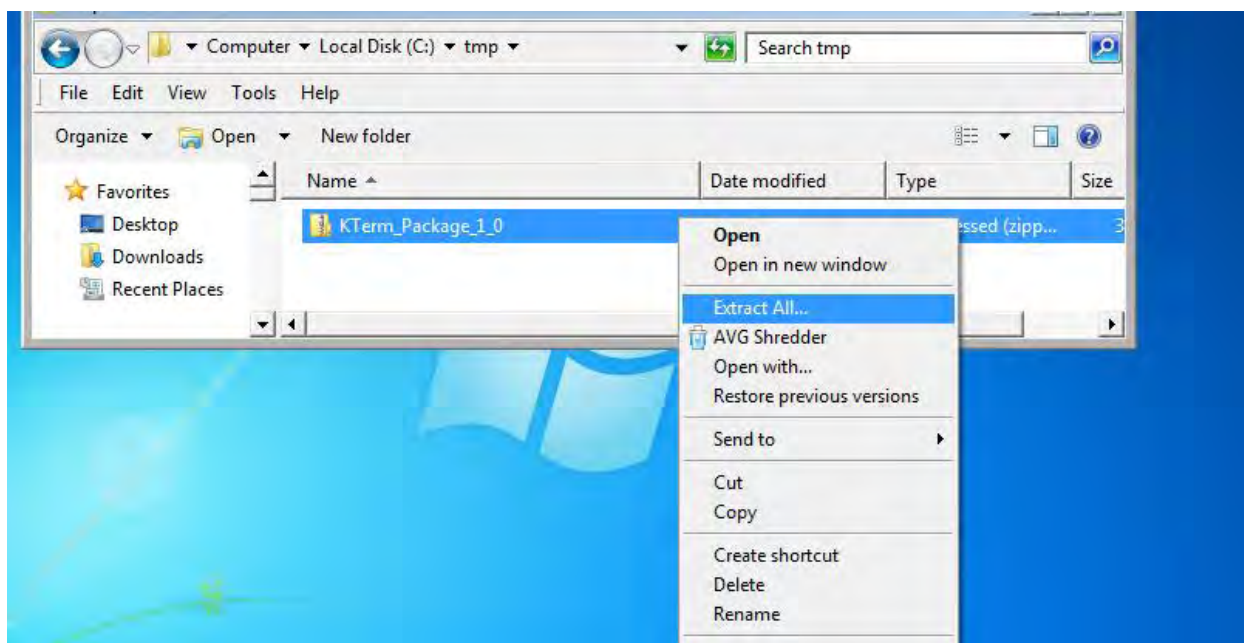 Computer Local Disk (C:) tmp Search tmp
File Edit View Tools Help
Organize Open New folder
Name Date modified Type Size
Favorites
Desktop
Downloads
Recent Places
KTerm_Package_1_0 essed (zipp... 3
Open
Open in new window
Extract All...
AVG Shredder
Open with...
Restore previous versions
Send to
Cut
Copy
Create shortcut
Delete
Rename